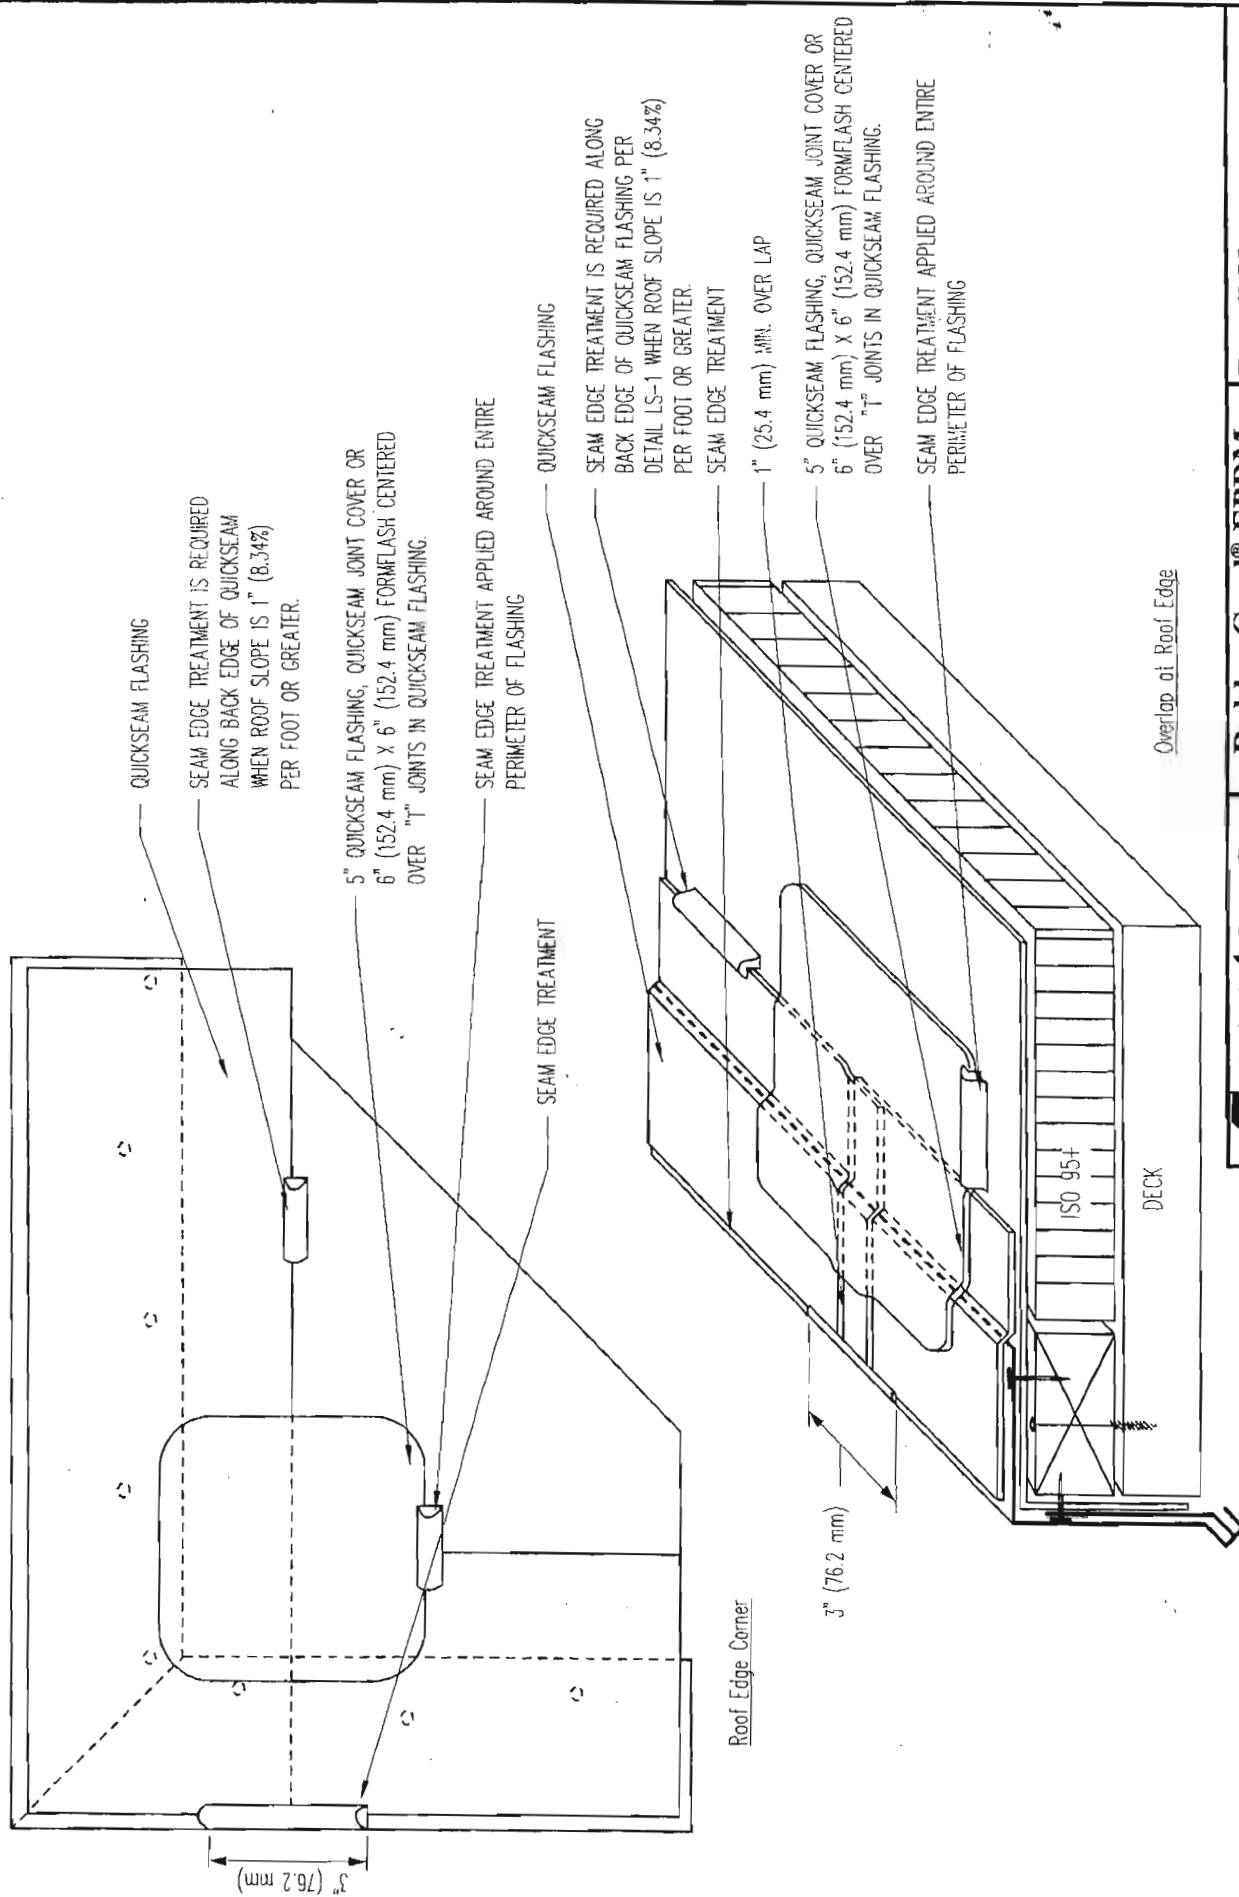 QUICKSEAM FLASHING
SEAM EDGE TREATMENT IS REQUIRED
ALONG BACK EDGE OF QUICKSEAM
WHEN ROOF SLOPE IS 1" (8.34%)
PER FOOT OR GREATER.
5" QUICKSEAM FLASHING, QUICKSEAM JOINT COVER OR
6" (152.4 mm) X 6" (152.4 mm) FORMFLASH CENTERED
OVER "T" JOINTS IN QUICKSEAM FLASHING.
SEAM EDGE TREATMENT APPLIED AROUND ENTIRE
PERIMETER OF FLASHING
SEAM EDGE TREATMENT
3" (76.2 mm)
Roof Edge Corner
QUICKSEAM FLASHING
SEAM EDGE TREATMENT IS REQUIRED ALONG
BACK EDGE OF QUICKSEAM FLASHING PER
DETAIL LS-1 WHEN ROOF SLOPE IS 1" (8.34%)
PER FOOT OR GREATER.
SEAM EDGE TREATMENT
1" (25.4 mm) MIN. OVER LAP
5" QUICKSEAM FLASHING, QUICKSEAM JOINT COVER OR
6" (152.4 mm) X 6" (152.4 mm) FORMFLASH CENTERED
OVER "T" JOINTS IN QUICKSEAM FLASHING.
SEAM EDGE TREATMENT APPLIED AROUND ENTIRE
PERIMETER OF FLASHING
3" (76.2 mm)
ISO 95+
DECK
Overlap at Roof Edge